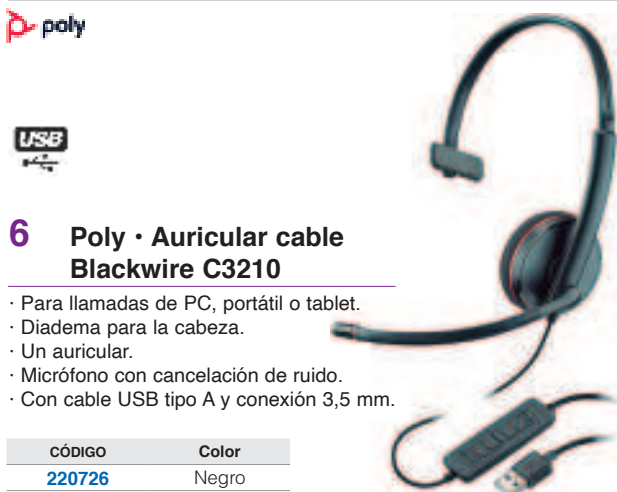 poly
USB
6 Poly · Auricular cable
Blackwire C3210
· Para llamadas de PC, portátil o tablet.
· Diadema para la cabeza.
· Un auricular.
· Micrófono con cancelación de ruido.
· Con cable USB tipo A y conexión 3,5 mm.
CÓDIGO Color
220726 Negro